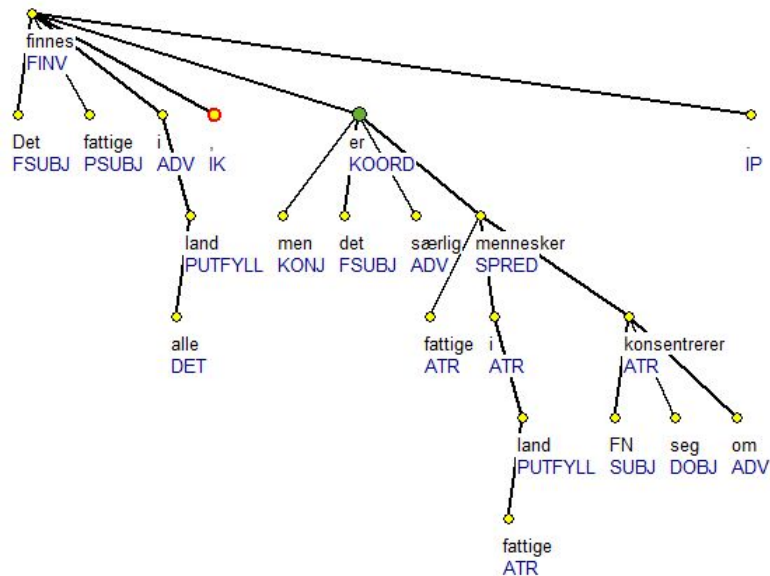 finnes
FINV
Det fattige i , er .
FSUBJ PSUBJ ADV IK KOORD IP
land men det særlig mennesker
PUTFYLL KONJ FSUBJ ADV SPRED
alle fattige i konsentrerer
DET ATR ATR ATR
land FN seg om
PUTFYLL SUBJ DOBJ ADV
fattige
ATR